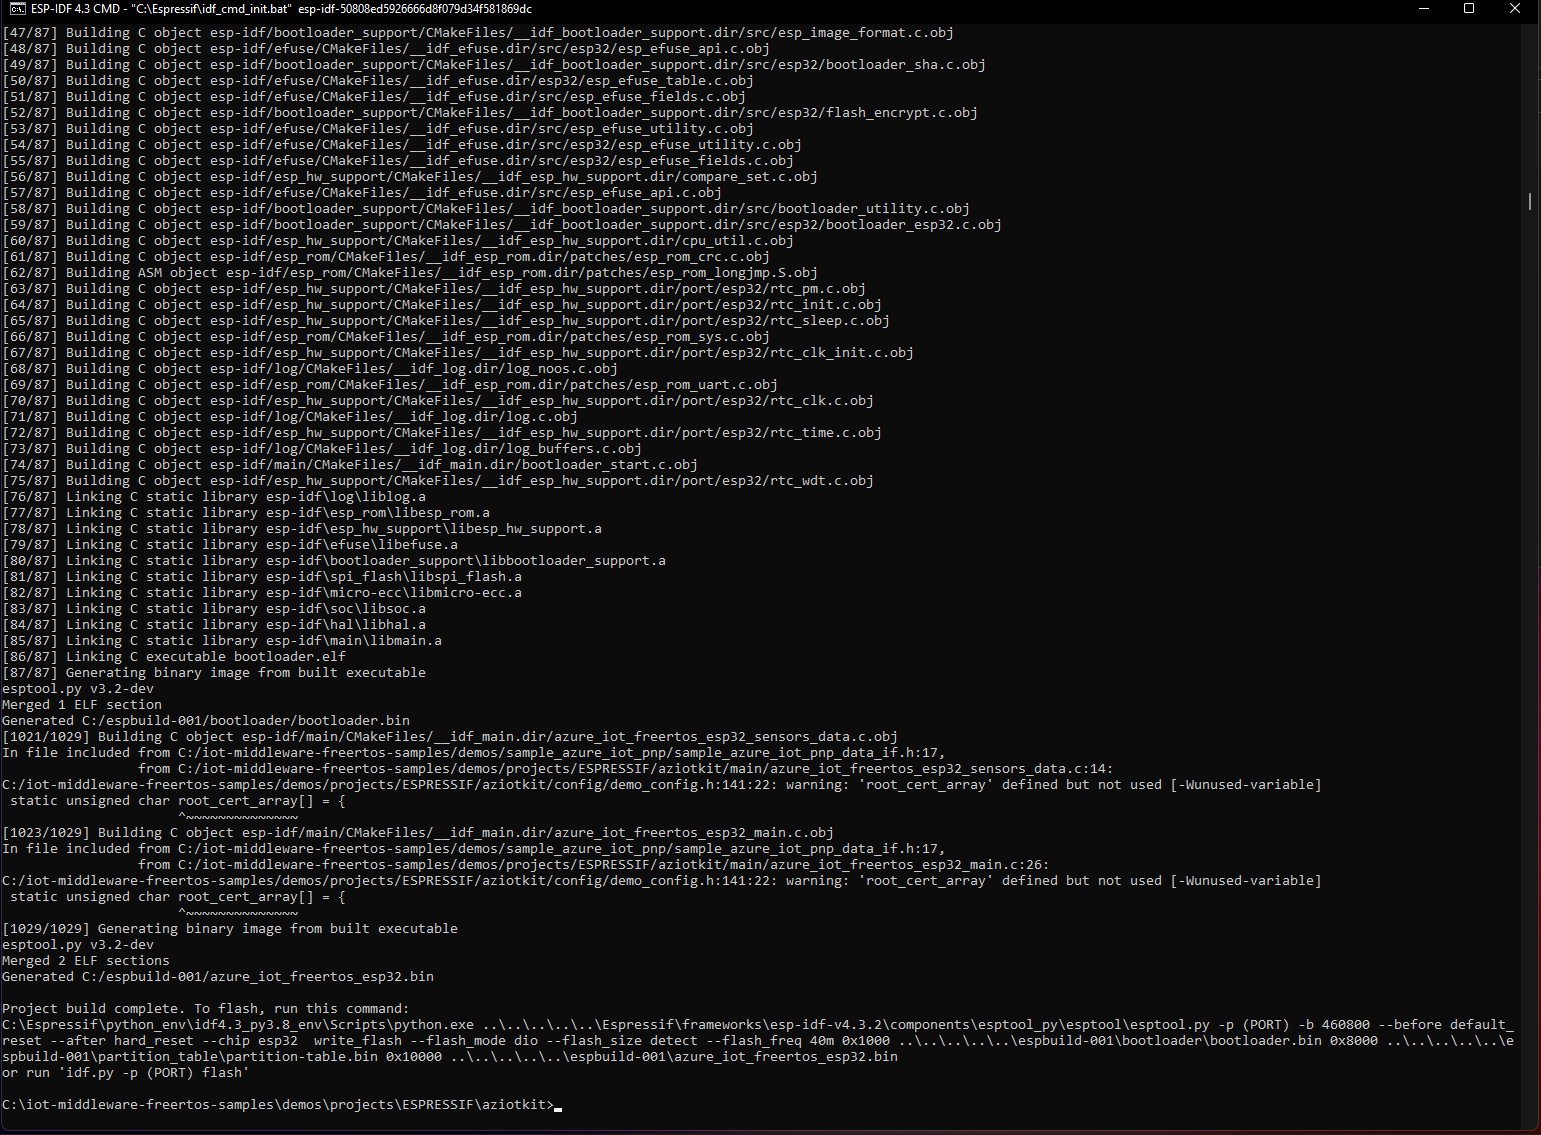 ESP-IDF 4.3 CMD - "C:\Espressif\idf_cmd_init.bat"  esp-idf-50808ed5926666d8f079d34f581869dc
[47/87] Building C object esp-idf/bootloader_support/CMakeFiles/__idf_bootloader_support.dir/src/esp_image_format.c.obj
[48/87] Building C object esp-idf/efuse/CMakeFiles/__idf_efuse.dir/src/esp32/esp_efuse_api.c.obj
[49/87] Building C object esp-idf/bootloader_support/CMakeFiles/__idf_bootloader_support.dir/src/esp32/bootloader_sha.c.obj
[50/87] Building C object esp-idf/efuse/CMakeFiles/__idf_efuse.dir/esp32/esp_efuse_table.c.obj
[51/87] Building C object esp-idf/efuse/CMakeFiles/__idf_efuse.dir/src/esp_efuse_fields.c.obj
[52/87] Building C object esp-idf/bootloader_support/CMakeFiles/__idf_bootloader_support.dir/src/esp32/flash_encrypt.c.obj
[53/87] Building C object esp-idf/efuse/CMakeFiles/__idf_efuse.dir/src/esp_efuse_utility.c.obj
[54/87] Building C object esp-idf/efuse/CMakeFiles/__idf_efuse.dir/src/esp32/esp_efuse_utility.c.obj
[55/87] Building C object esp-idf/efuse/CMakeFiles/__idf_efuse.dir/src/esp32/esp_efuse_fields.c.obj
[56/87] Building C object esp-idf/esp_hw_support/CMakeFiles/__idf_esp_hw_support.dir/compare_set.c.obj
[57/87] Building C object esp-idf/efuse/CMakeFiles/__idf_efuse.dir/src/esp_efuse_api.c.obj
[58/87] Building C object esp-idf/bootloader_support/CMakeFiles/__idf_bootloader_support.dir/src/bootloader_utility.c.obj
[59/87] Building C object esp-idf/bootloader_support/CMakeFiles/__idf_bootloader_support.dir/src/esp32/bootloader_esp32.c.obj
[60/87] Building C object esp-idf/esp_hw_support/CMakeFiles/__idf_esp_hw_support.dir/cpu_util.c.obj
[61/87] Building C object esp-idf/esp_rom/CMakeFiles/__idf_esp_rom.dir/patches/esp_rom_crc.c.obj
[62/87] Building ASM object esp-idf/esp_rom/CMakeFiles/__idf_esp_rom.dir/patches/esp_rom_longjmp.S.obj
[63/87] Building C object esp-idf/esp_hw_support/CMakeFiles/__idf_esp_hw_support.dir/port/esp32/rtc_pm.c.obj
[64/87] Building C object esp-idf/esp_hw_support/CMakeFiles/__idf_esp_hw_support.dir/port/esp32/rtc_init.c.obj
[65/87] Building C object esp-idf/esp_hw_support/CMakeFiles/__idf_esp_hw_support.dir/port/esp32/rtc_sleep.c.obj
[66/87] Building C object esp-idf/esp_rom/CMakeFiles/__idf_esp_rom.dir/patches/esp_rom_sys.c.obj
[67/87] Building C object esp-idf/esp_hw_support/CMakeFiles/__idf_esp_hw_support.dir/port/esp32/rtc_clk_init.c.obj
[68/87] Building C object esp-idf/log/CMakeFiles/__idf_log.dir/log_noos.c.obj
[69/87] Building C object esp-idf/esp_rom/CMakeFiles/__idf_esp_rom.dir/patches/esp_rom_uart.c.obj
[70/87] Building C object esp-idf/esp_hw_support/CMakeFiles/__idf_esp_hw_support.dir/port/esp32/rtc_clk.c.obj
[71/87] Building C object esp-idf/log/CMakeFiles/__idf_log.dir/log.c.obj
[72/87] Building C object esp-idf/esp_hw_support/CMakeFiles/__idf_esp_hw_support.dir/port/esp32/rtc_time.c.obj
[73/87] Building C object esp-idf/log/CMakeFiles/__idf_log.dir/log_buffers.c.obj
[74/87] Building C object esp-idf/main/CMakeFiles/__idf_main.dir/bootloader_start.c.obj
[75/87] Building C object esp-idf/esp_hw_support/CMakeFiles/__idf_esp_hw_support.dir/port/esp32/rtc_wdt.c.obj
[76/87] Linking C static library esp-idf\log\liblog.a
[77/87] Linking C static library esp-idf\esp_rom\libesp_rom.a
[78/87] Linking C static library esp-idf\esp_hw_support\libesp_hw_support.a
[79/87] Linking C static library esp-idf\efuse\libefuse.a
[80/87] Linking C static library esp-idf\bootloader_support\libbootloader_support.a
[81/87] Linking C static library esp-idf\spi_flash\libspi_flash.a
[82/87] Linking C static library esp-idf\micro-ecc\libmicro-ecc.a
[83/87] Linking C static library esp-idf\soc\libsoc.a
[84/87] Linking C static library esp-idf\hal\libhal.a
[85/87] Linking C static library esp-idf\main\libmain.a
[86/87] Linking C executable bootloader.elf
[87/87] Generating binary image from built executable
esptool.py v3.2-dev
Merged 1 ELF section
Generated C:/espbuild-001/bootloader/bootloader.bin
[1021/1029] Building C object esp-idf/main/CMakeFiles/__idf_main.dir/azure_iot_freertos_esp32_sensors_data.c.obj
In file included from C:/iot-middleware-freertos-samples/demos/sample_azure_iot_pnp/sample_azure_iot_pnp_data_if.h:17,
                 from C:/iot-middleware-freertos-samples/demos/projects/ESPRESSIF/aziotkit/main/azure_iot_freertos_esp32_sensors_data.c:14:
C:/iot-middleware-freertos-samples/demos/projects/ESPRESSIF/aziotkit/config/demo_config.h:141:22: warning: 'root_cert_array' defined but not used [-Wunused-variable]
 static unsigned char root_cert_array[] = {
                      ^~~~~~~~~~~~~~~
[1023/1029] Building C object esp-idf/main/CMakeFiles/__idf_main.dir/azure_iot_freertos_esp32_main.c.obj
In file included from C:/iot-middleware-freertos-samples/demos/sample_azure_iot_pnp/sample_azure_iot_pnp_data_if.h:17,
                 from C:/iot-middleware-freertos-samples/demos/projects/ESPRESSIF/aziotkit/main/azure_iot_freertos_esp32_main.c:26:
C:/iot-middleware-freertos-samples/demos/projects/ESPRESSIF/aziotkit/config/demo_config.h:141:22: warning: 'root_cert_array' defined but not used [-Wunused-variable]
 static unsigned char root_cert_array[] = {
                      ^~~~~~~~~~~~~~~
[1029/1029] Generating binary image from built executable
esptool.py v3.2-dev
Merged 2 ELF sections
Generated C:/espbuild-001/azure_iot_freertos_esp32.bin
Project build complete. To flash, run this command:
C:\Espressif\python_env\idf4.3_py3.8_env\Scripts\python.exe ..\..\..\..\..\Espressif\frameworks\esp-idf-v4.3.2\components\esptool_py\esptool\esptool.py -p (PORT) -b 460800 --before default_
reset --after hard_reset --chip esp32  write_flash --flash_mode dio --flash_size detect --flash_freq 40m 0x1000 ..\..\..\..\..\espbuild-001\bootloader\bootloader.bin 0x8000 ..\..\..\..\..\e
spbuild-001\partition_table\partition-table.bin 0x10000 ..\..\..\..\..\espbuild-001\azure_iot_freertos_esp32.bin
or run 'idf.py -p (PORT) flash'
C:\iot-middleware-freertos-samples\demos\projects\ESPRESSIF\aziotkit>